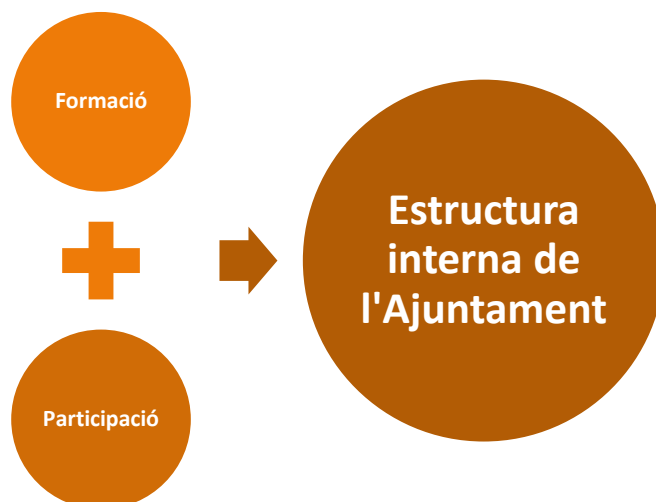 Formació
Participació
Estructura
interna de
l'Ajuntament